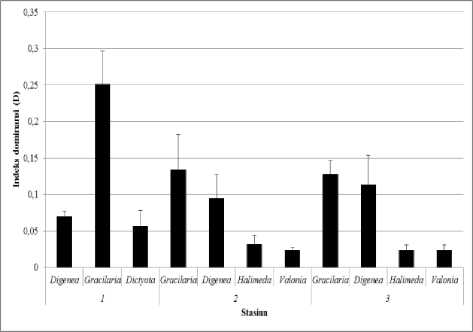 0,35
0,3
0,25
0,2
0,15
0,1
0,05
0
Indeks dominansi (D)
Digenea Gracilaria Dictyota Gracilaria Digenea Halimeda Valonia Gracilaria Digenea Halimeda Valonia
1 2 3
Stasiun